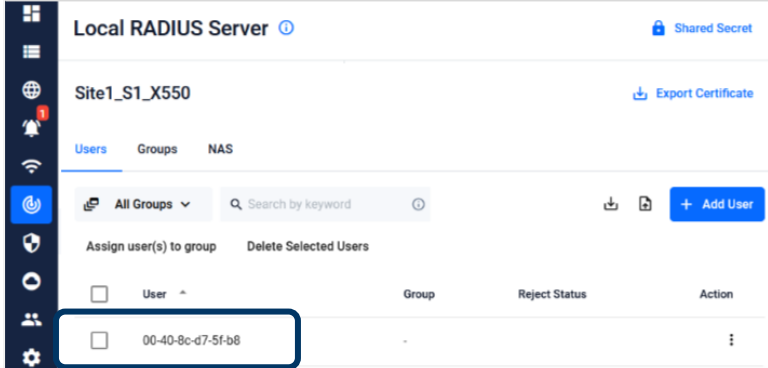 Local RADIUS Server
Shared Secret
Site1_S1_X550
Export Certificate
1
Users Groups NAS
All Groups Search by keyword + Add User
Assign user(s) to group Delete Selected Users
User Group Reject Status Action
00-40-8c-d7-5f-b8 -